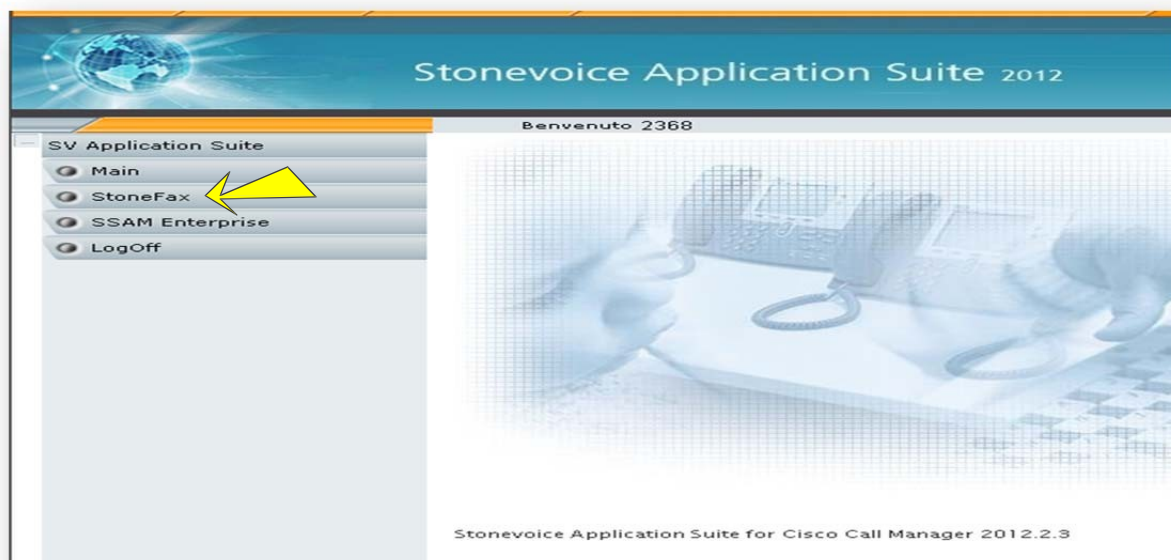 Stonevoice Application Suite 2012
Benvenuto 2368
SV Application Suite
Main
StoneFax
SSAM Enterprise
LogOff
Stonevoice Application Suite for Cisco Call Manager 2012.2.3